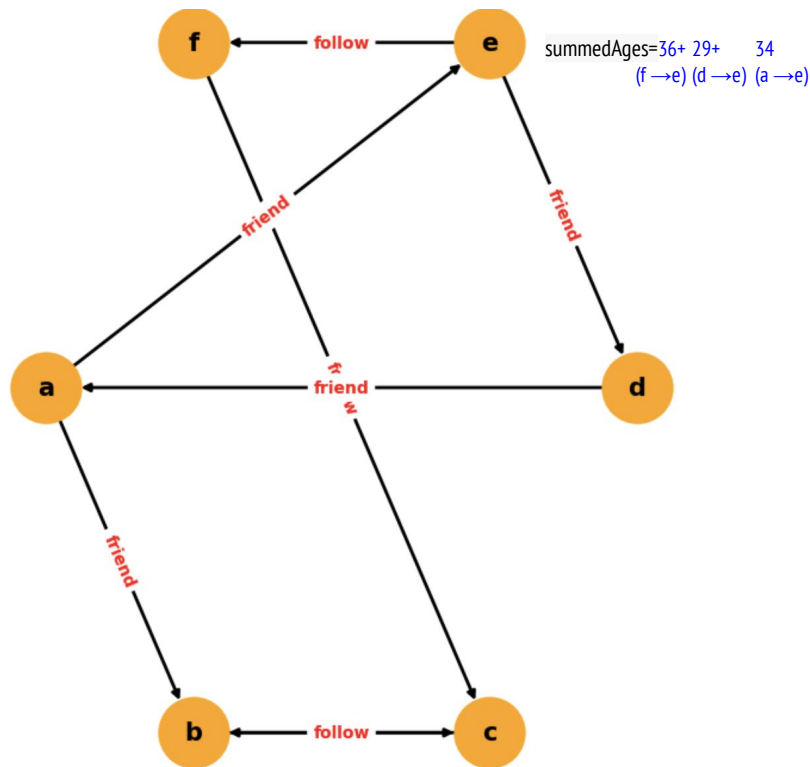 f
follow
e
summedAges=36+ 29+ 34
(f →e) (d →e) (a →e)
friend
friend
a
friend
d
friend
b
follow
c